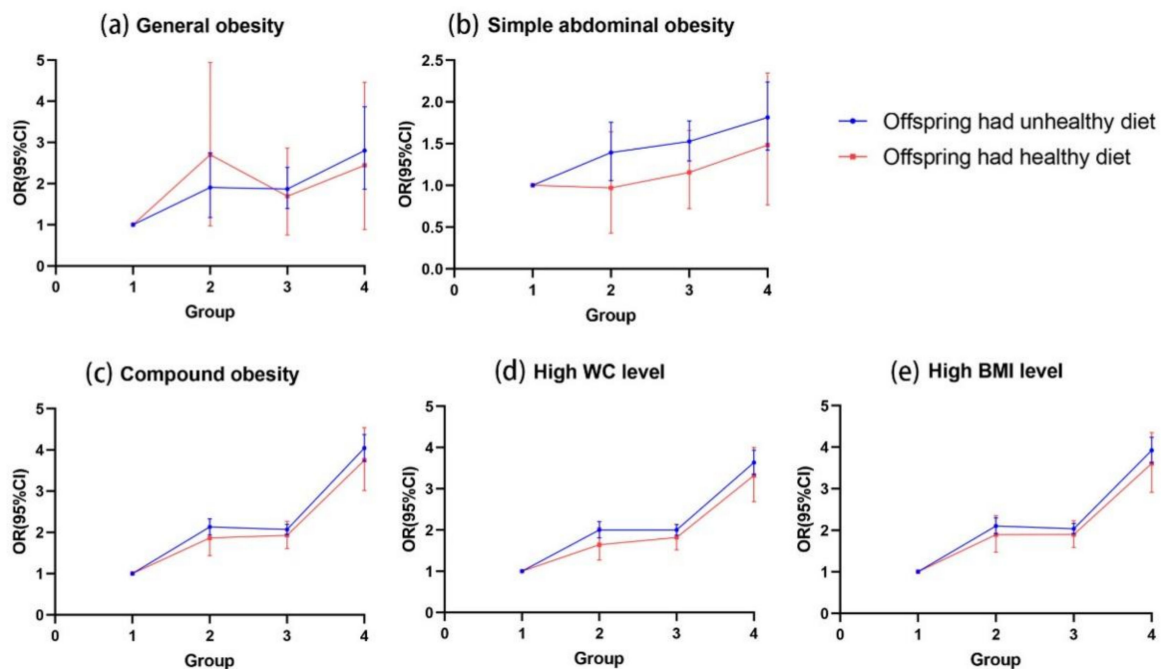 (a) General obesity
5
4
3
2
1
0
OR(95%CI)
0 1 2 3 4
Group
(b) Simple abdominal obesity
2.5
2.0
1.5
1.0
0.5
0.0
OR(95%CI)
0 1 2 3 4
Group
Offspring had unhealthy diet
Offspring had healthy diet
(c) Compound obesity
5
4
3
2
1
0
OR(95%CI)
0 1 2 3 4
Group
(d) High WC level
5
4
3
2
1
0
OR(95%CI)
0 1 2 3 4
Group
(e) High BMI level
5
4
3
2
1
0
OR(95%CI)
0 1 2 3 4
Group